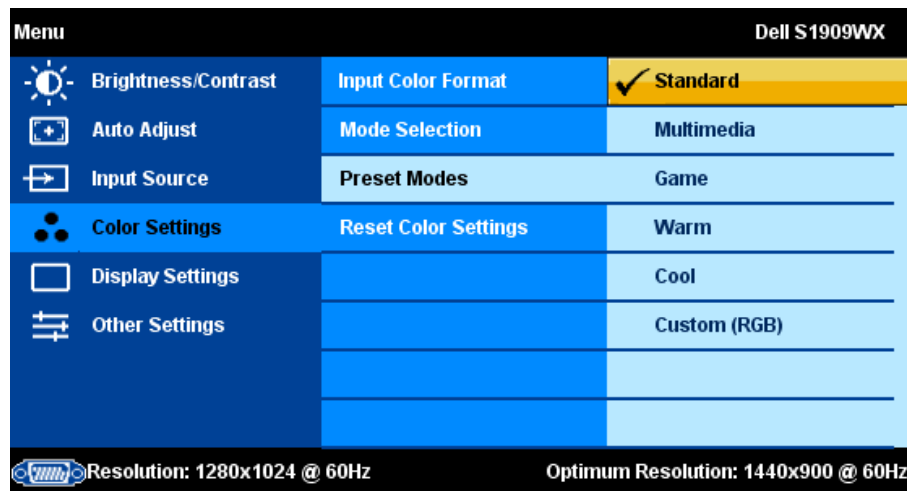 Menu Dell S1909WX
Brightness/Contrast Input Color Format Standard
Auto Adjust Mode Selection Multimedia
Input Source Preset Modes Game
Color Settings Reset Color Settings Warm
Display Settings Cool
Other Settings Custom (RGB)
Resolution: 1280x1024 @ 60Hz Optimum Resolution: 1440x900 @ 60Hz